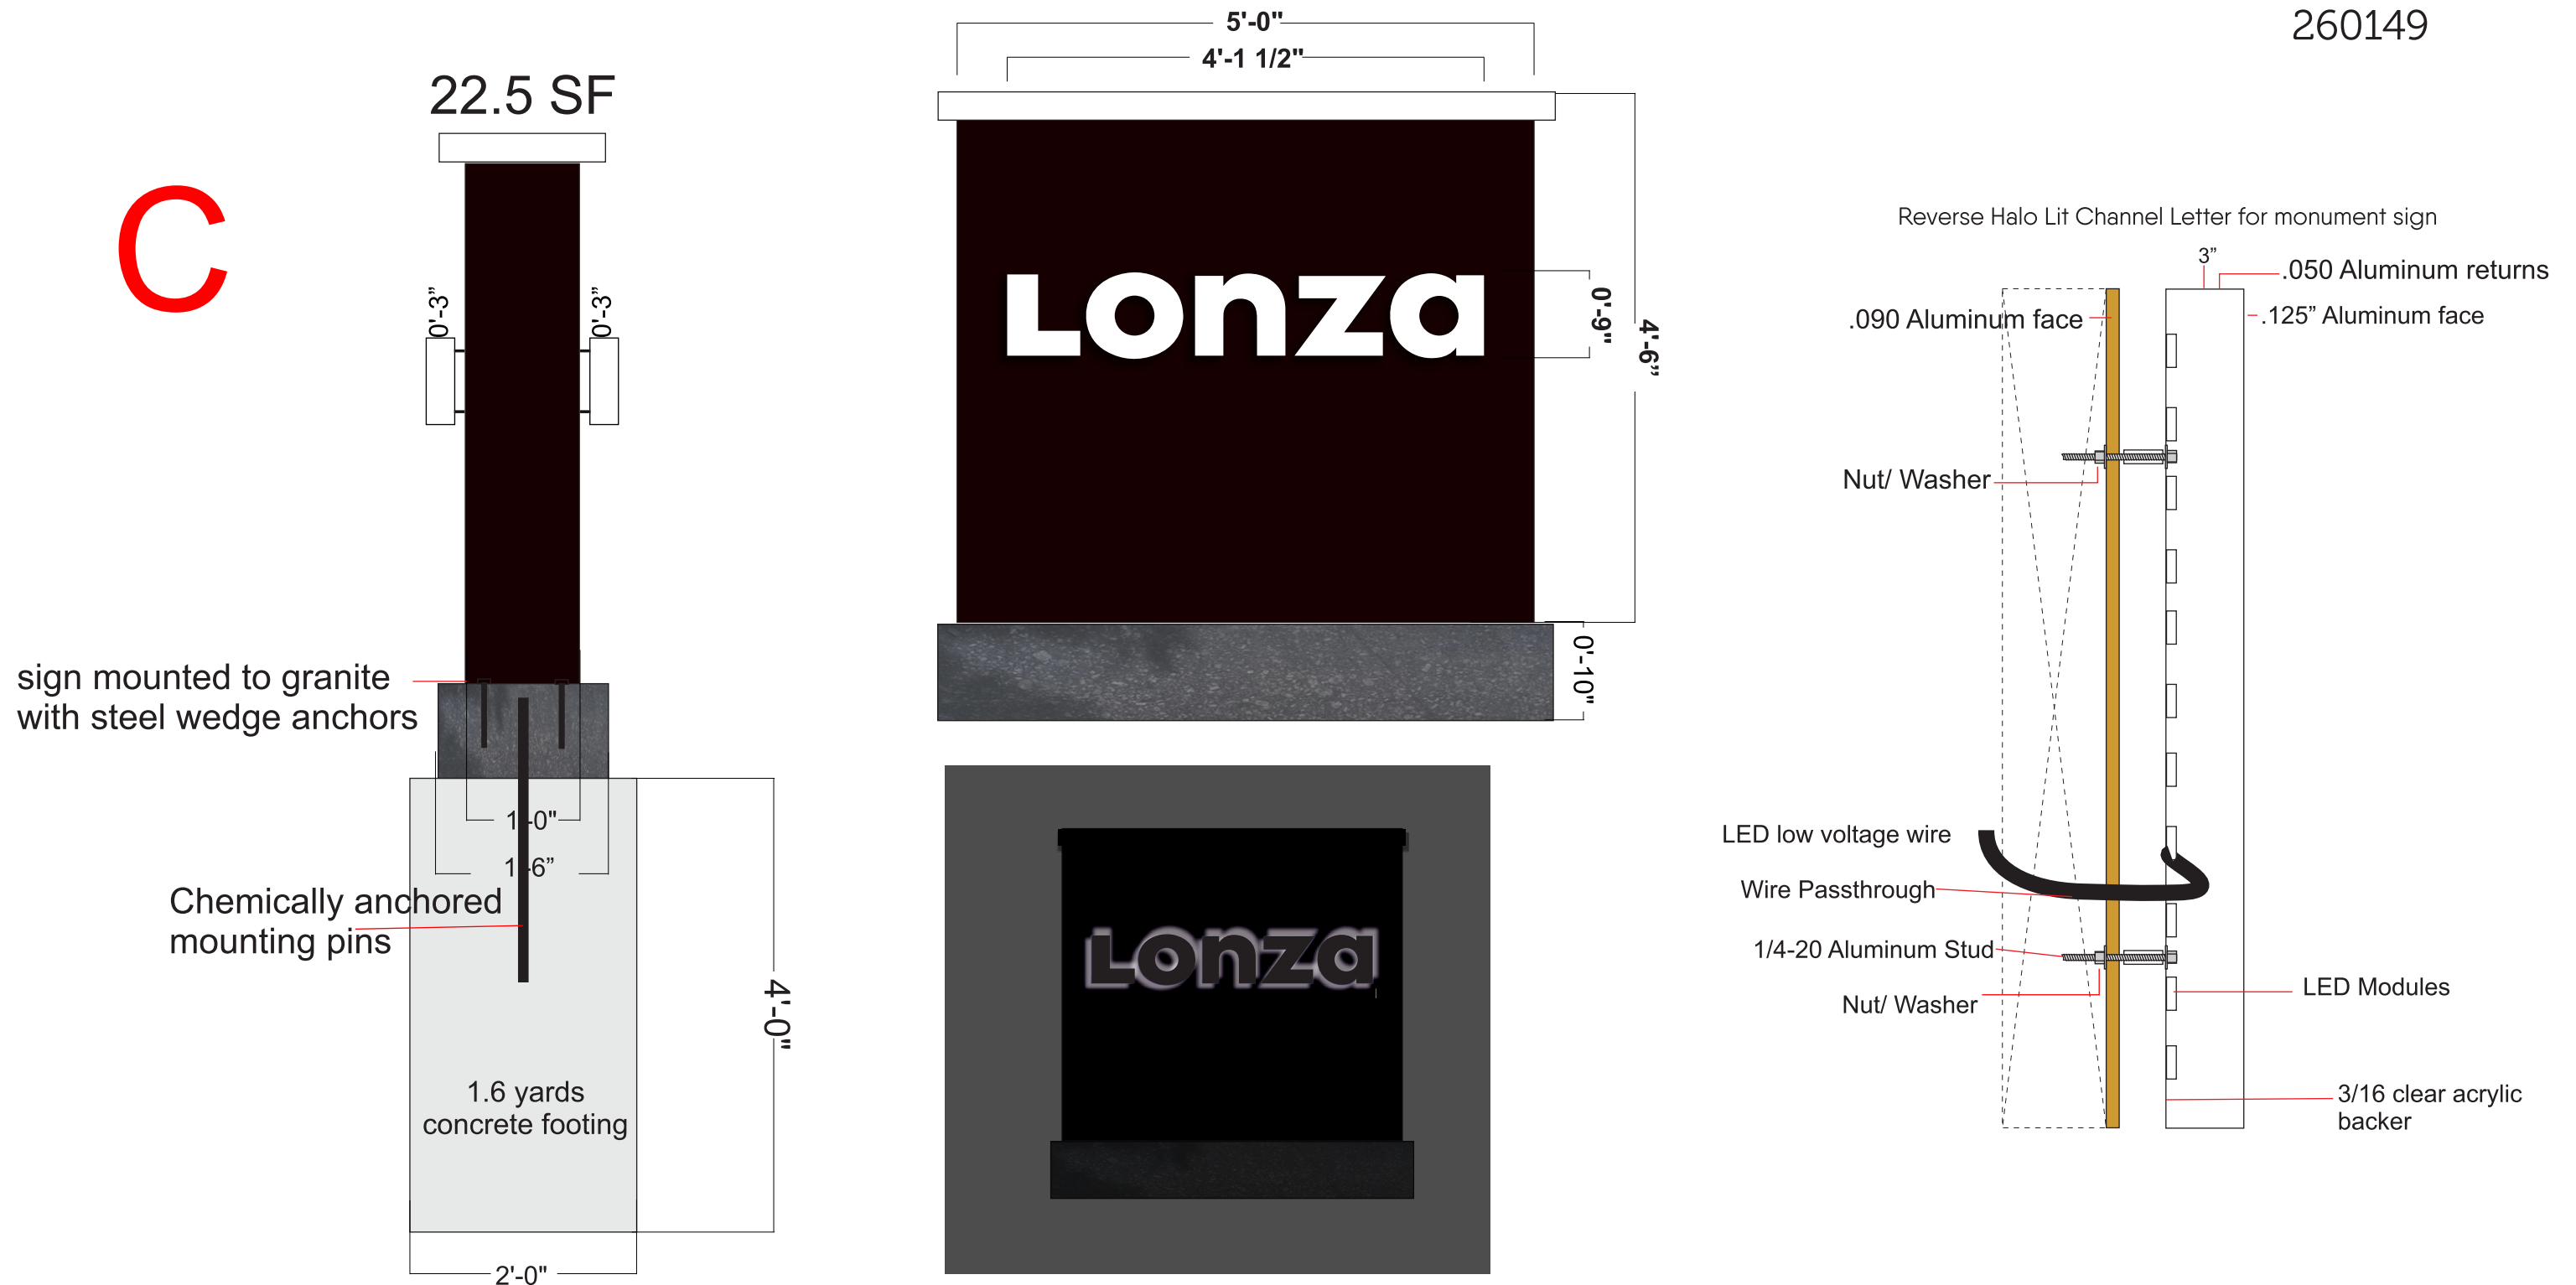 260149
C
22.5 SF
0'-3”
0'-3”
sign mounted to granite
with steel wedge anchors
1'-0"
1'-6”
Chemically anchored
mounting pins
4'-0"
1.6 yards
concrete footing
2'-0"
5'-0"
4'-1 1/2"
Lonza
0'-9"
4'-6”
0'-10"
Lonza
Reverse Halo Lit Channel Letter for monument sign
3”
.050 Aluminum returns
.090 Aluminum face
.125” Aluminum face
Nut/ Washer
LED low voltage wire
Wire Passthrough
1/4-20 Aluminum Stud
Nut/ Washer
LED Modules
3/16 clear acrylic
backer